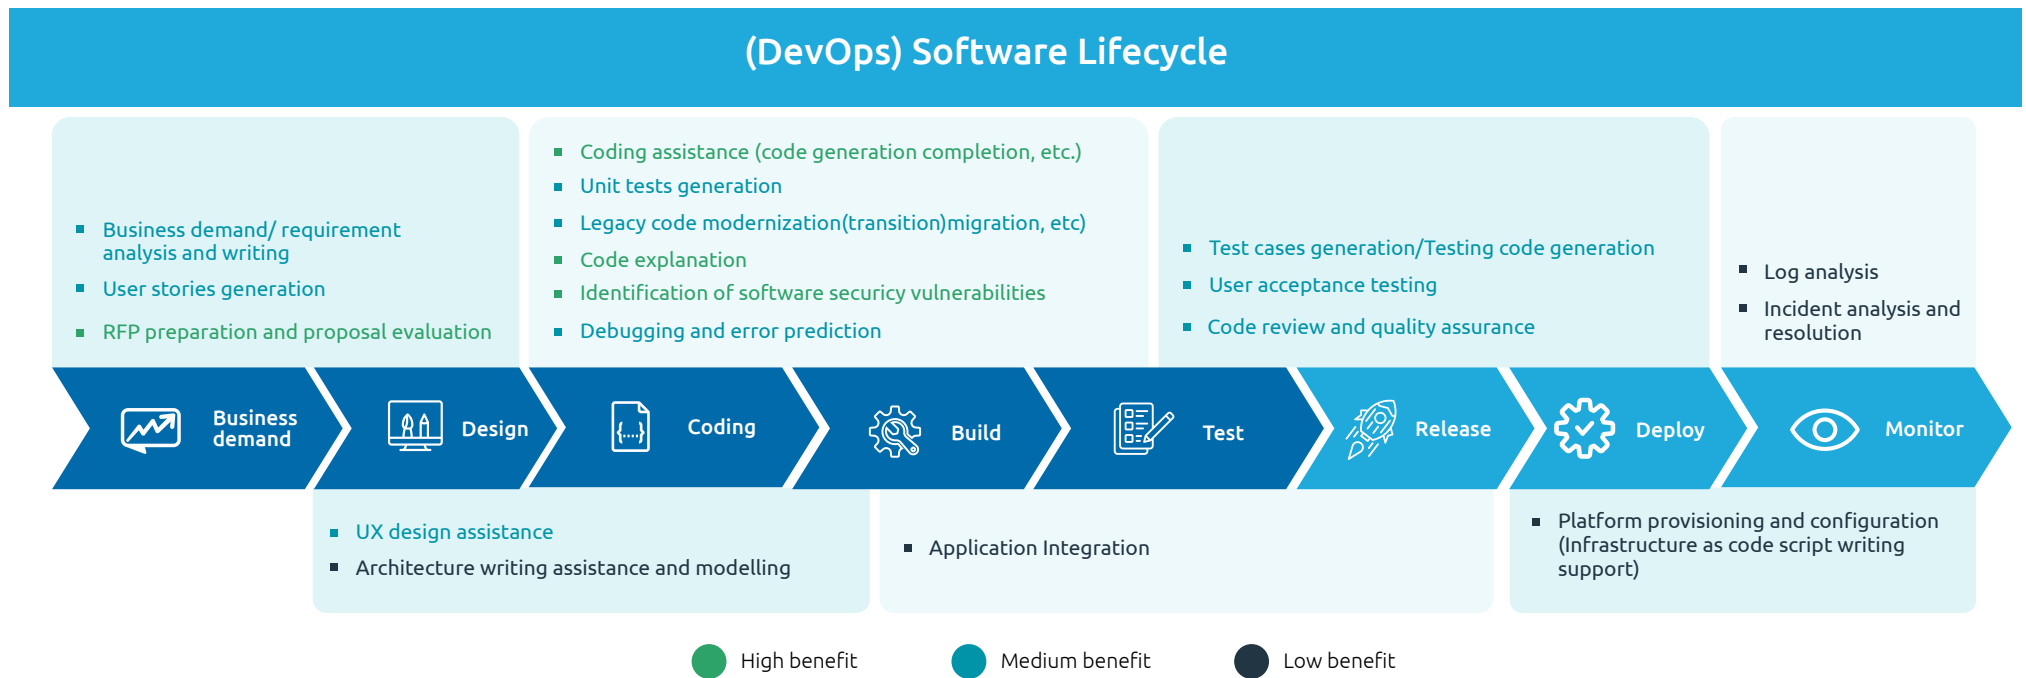 (DevOps) Software Lifecycle
Business demand/ requirement
analysis and writing
User stories generation
RFP preparation and proposal evaluation
Coding assistance (code generation completion, etc.)
Unit tests generation
Legacy code modernization(transition)migration, etc)
Code explanation
Identification of software securicy vulnerabilities
Debugging and error prediction
Test cases generation/Testing code generation
User acceptance testing
Code review and quality assurance
Log analysis
Incident analysis and
resolution
Business
demand
Design
Coding
Build
Test
Release
Deploy
Monitor
UX design assistance
Architecture writing assistance and modelling
Application Integration
Platform provisioning and configuration
(Infrastructure as code script writing
support)
High benefit
Medium benefit
Low benefit